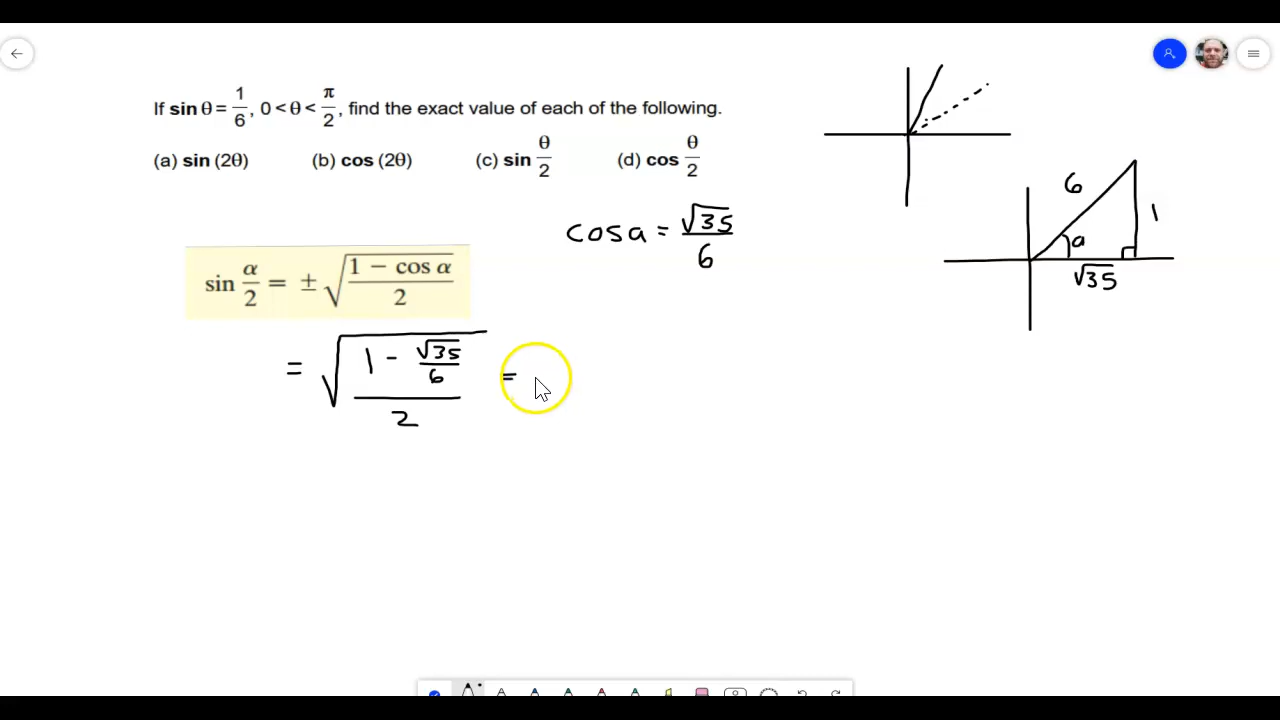 If sin θ = 1/6, 0 < θ < π/2, find the exact value of each of the following.
(a) sin (2θ) (b) cos (2θ) (c) sin θ/2 (d) cos θ/2
cos a = √35/6
sin α/2 = ± √((1 − cos α)/2)
= √((1 - √35/6)/2) =
6
1
a
√35